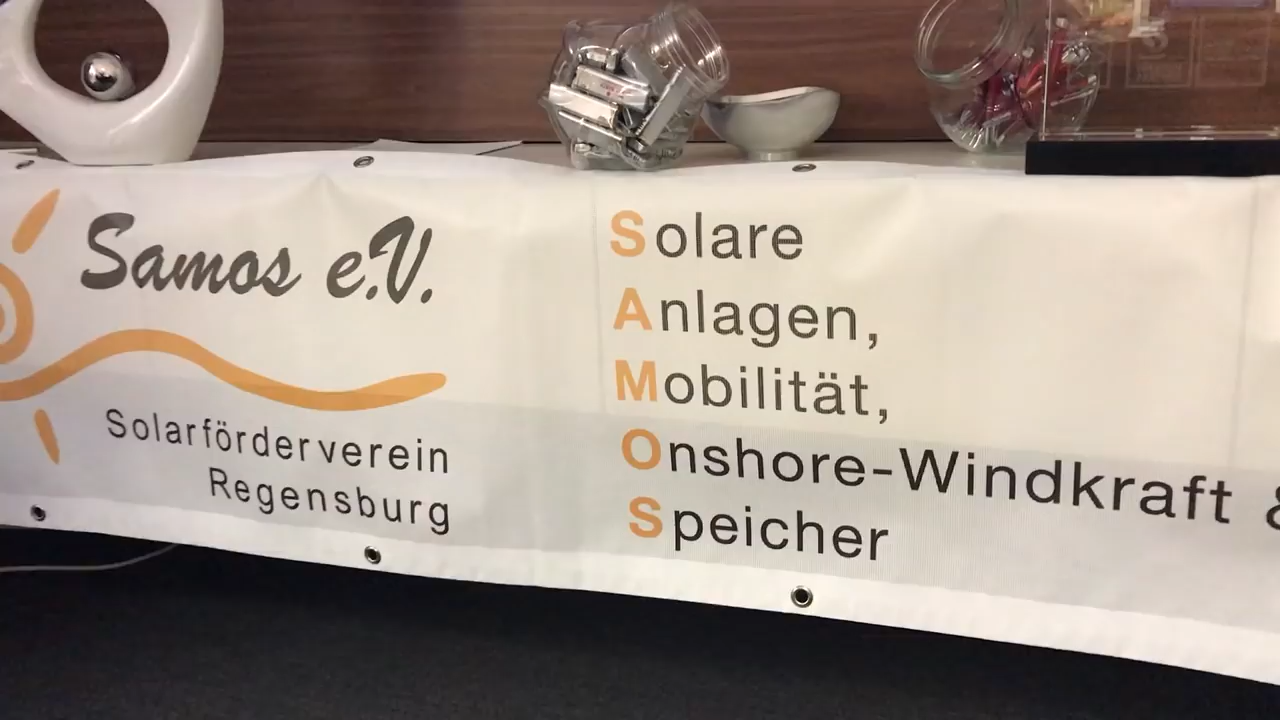 Samos e.V.
Solarförderverein
Regensburg
Solare
Anlagen,
Mobilität,
Onshore-Windkraft &
Speicher